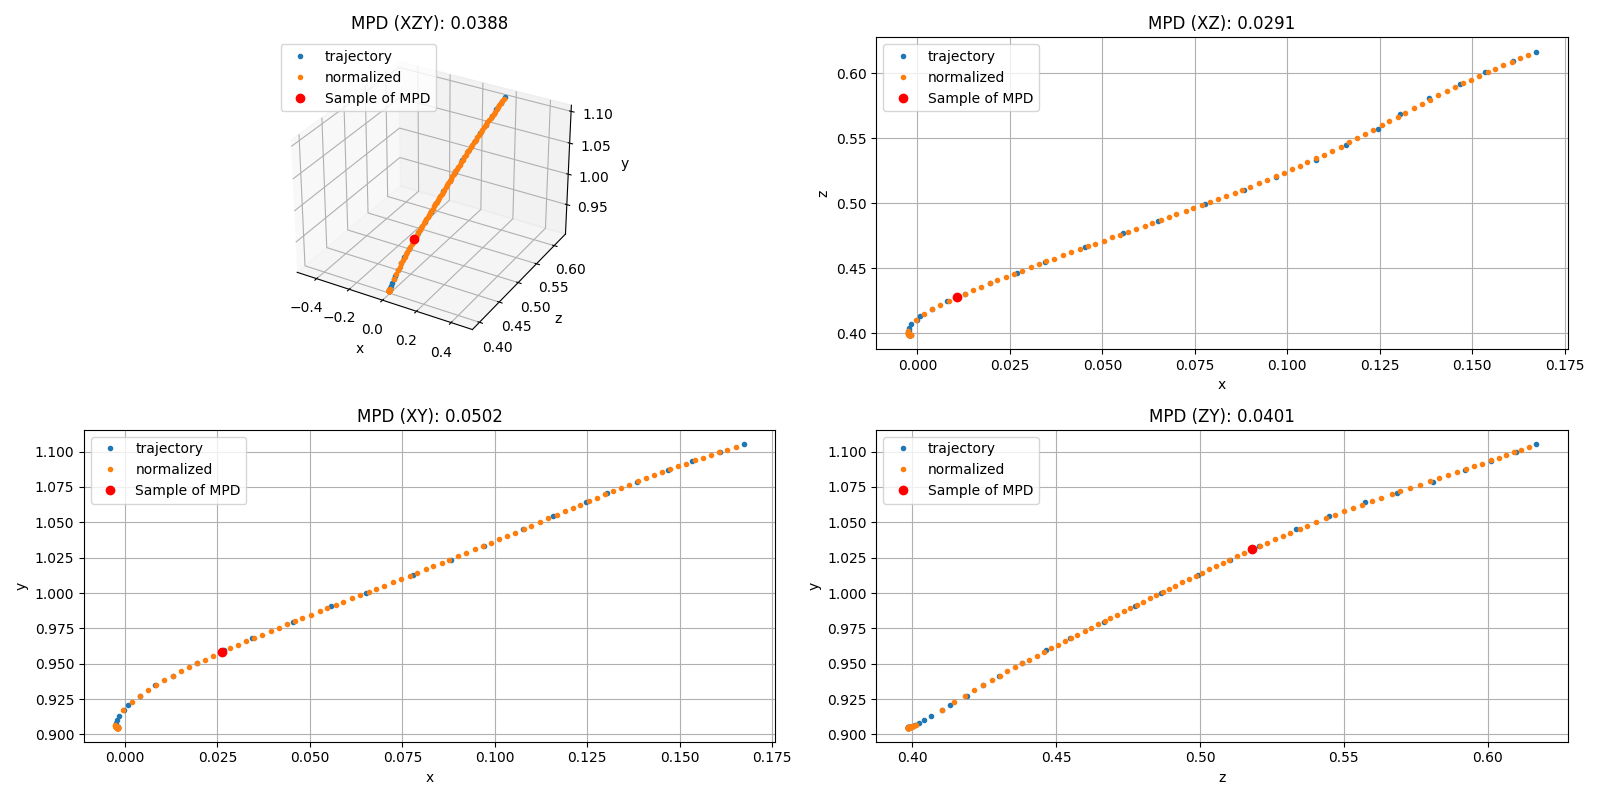 MPD (XZY): 0.0388
trajectory
normalized
Sample of MPD
1.10
1.05
1.00
0.95
y
0.60
0.55
0.50
0.45
0.40
z
−0.4
−0.2
0.0
0.2
0.4
x
MPD (XZ): 0.0291
trajectory
normalized
Sample of MPD
0.60
0.55
0.50
0.45
0.40
z
0.000 0.025 0.050 0.075 0.100 0.125 0.150 0.175
x
MPD (XY): 0.0502
trajectory
normalized
Sample of MPD
1.100
1.075
1.050
1.025
1.000
0.975
0.950
0.925
0.900
y
0.000 0.025 0.050 0.075 0.100 0.125 0.150 0.175
x
MPD (ZY): 0.0401
trajectory
normalized
Sample of MPD
1.100
1.075
1.050
1.025
1.000
0.975
0.950
0.925
0.900
y
0.40 0.45 0.50 0.55 0.60
z